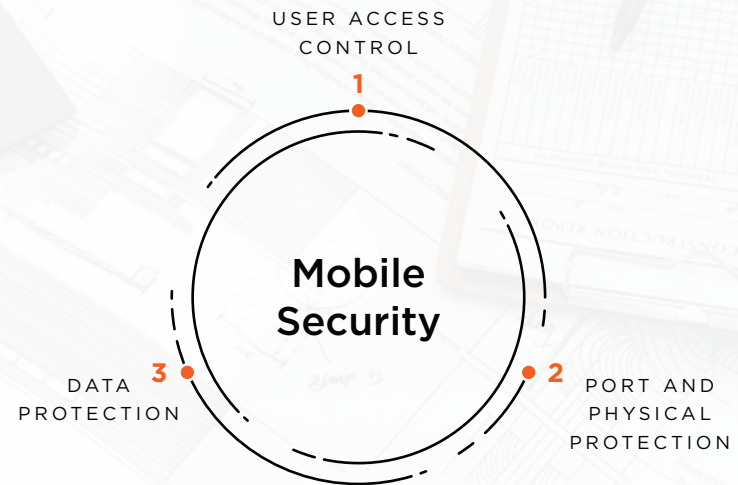 USER ACCESS
CONTROL
1
Mobile
Security
3
DATA
PROTECTION
2
PORT AND
PHYSICAL
PROTECTION